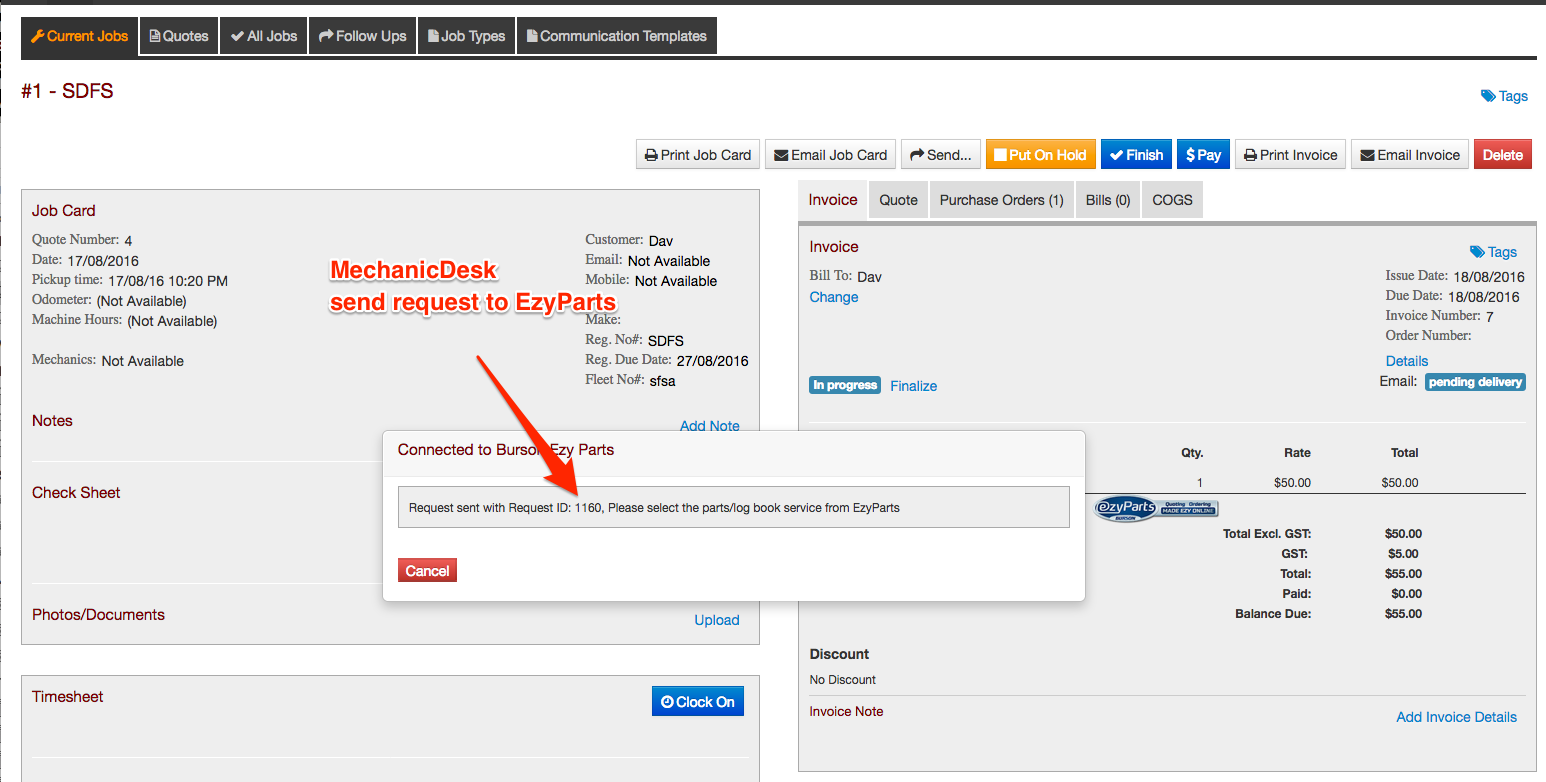 Current Jobs
Quotes
All Jobs
Follow Ups
Job Types
Communication Templates
#1 - SDFS
Tags
Print Job Card
Email Job Card
Send...
Put On Hold
Finish
$ Pay
Print Invoice
Email Invoice
Delete
Job Card
Quote Number: 4
Date: 17/08/2016
Pickup time: 17/08/16 10:20 PM
Odometer: (Not Available)
Machine Hours: (Not Available)
Mechanics: Not Available
Customer: Dav
Email: Not Available
Mobile: Not Available
Make:
Reg. No#: SDFS
Reg. Due Date: 27/08/2016
Fleet No#: sfsa
MechanicDesk
send request to EzyParts
Notes
Add Note
Check Sheet
Photos/Documents
Upload
Timesheet
Clock On
Connected to Burson Ezy Parts
Request sent with Request ID: 1160, Please select the parts/log book service from EzyParts
Cancel
Invoice
Quote
Purchase Orders (1)
Bills (0)
COGS
Invoice
Tags
Bill To: Dav
Change
Issue Date: 18/08/2016
Due Date: 18/08/2016
Invoice Number: 7
Order Number:
Details
Email: pending delivery
In progress
Finalize
Qty. Rate Total
1 $50.00 $50.00
ezyParts
BURSON
Quoting Ordering
MADE EZY ONLINE
Total Excl. GST: $50.00
GST: $5.00
Total: $55.00
Paid: $0.00
Balance Due: $55.00
Discount
No Discount
Invoice Note
Add Invoice Details